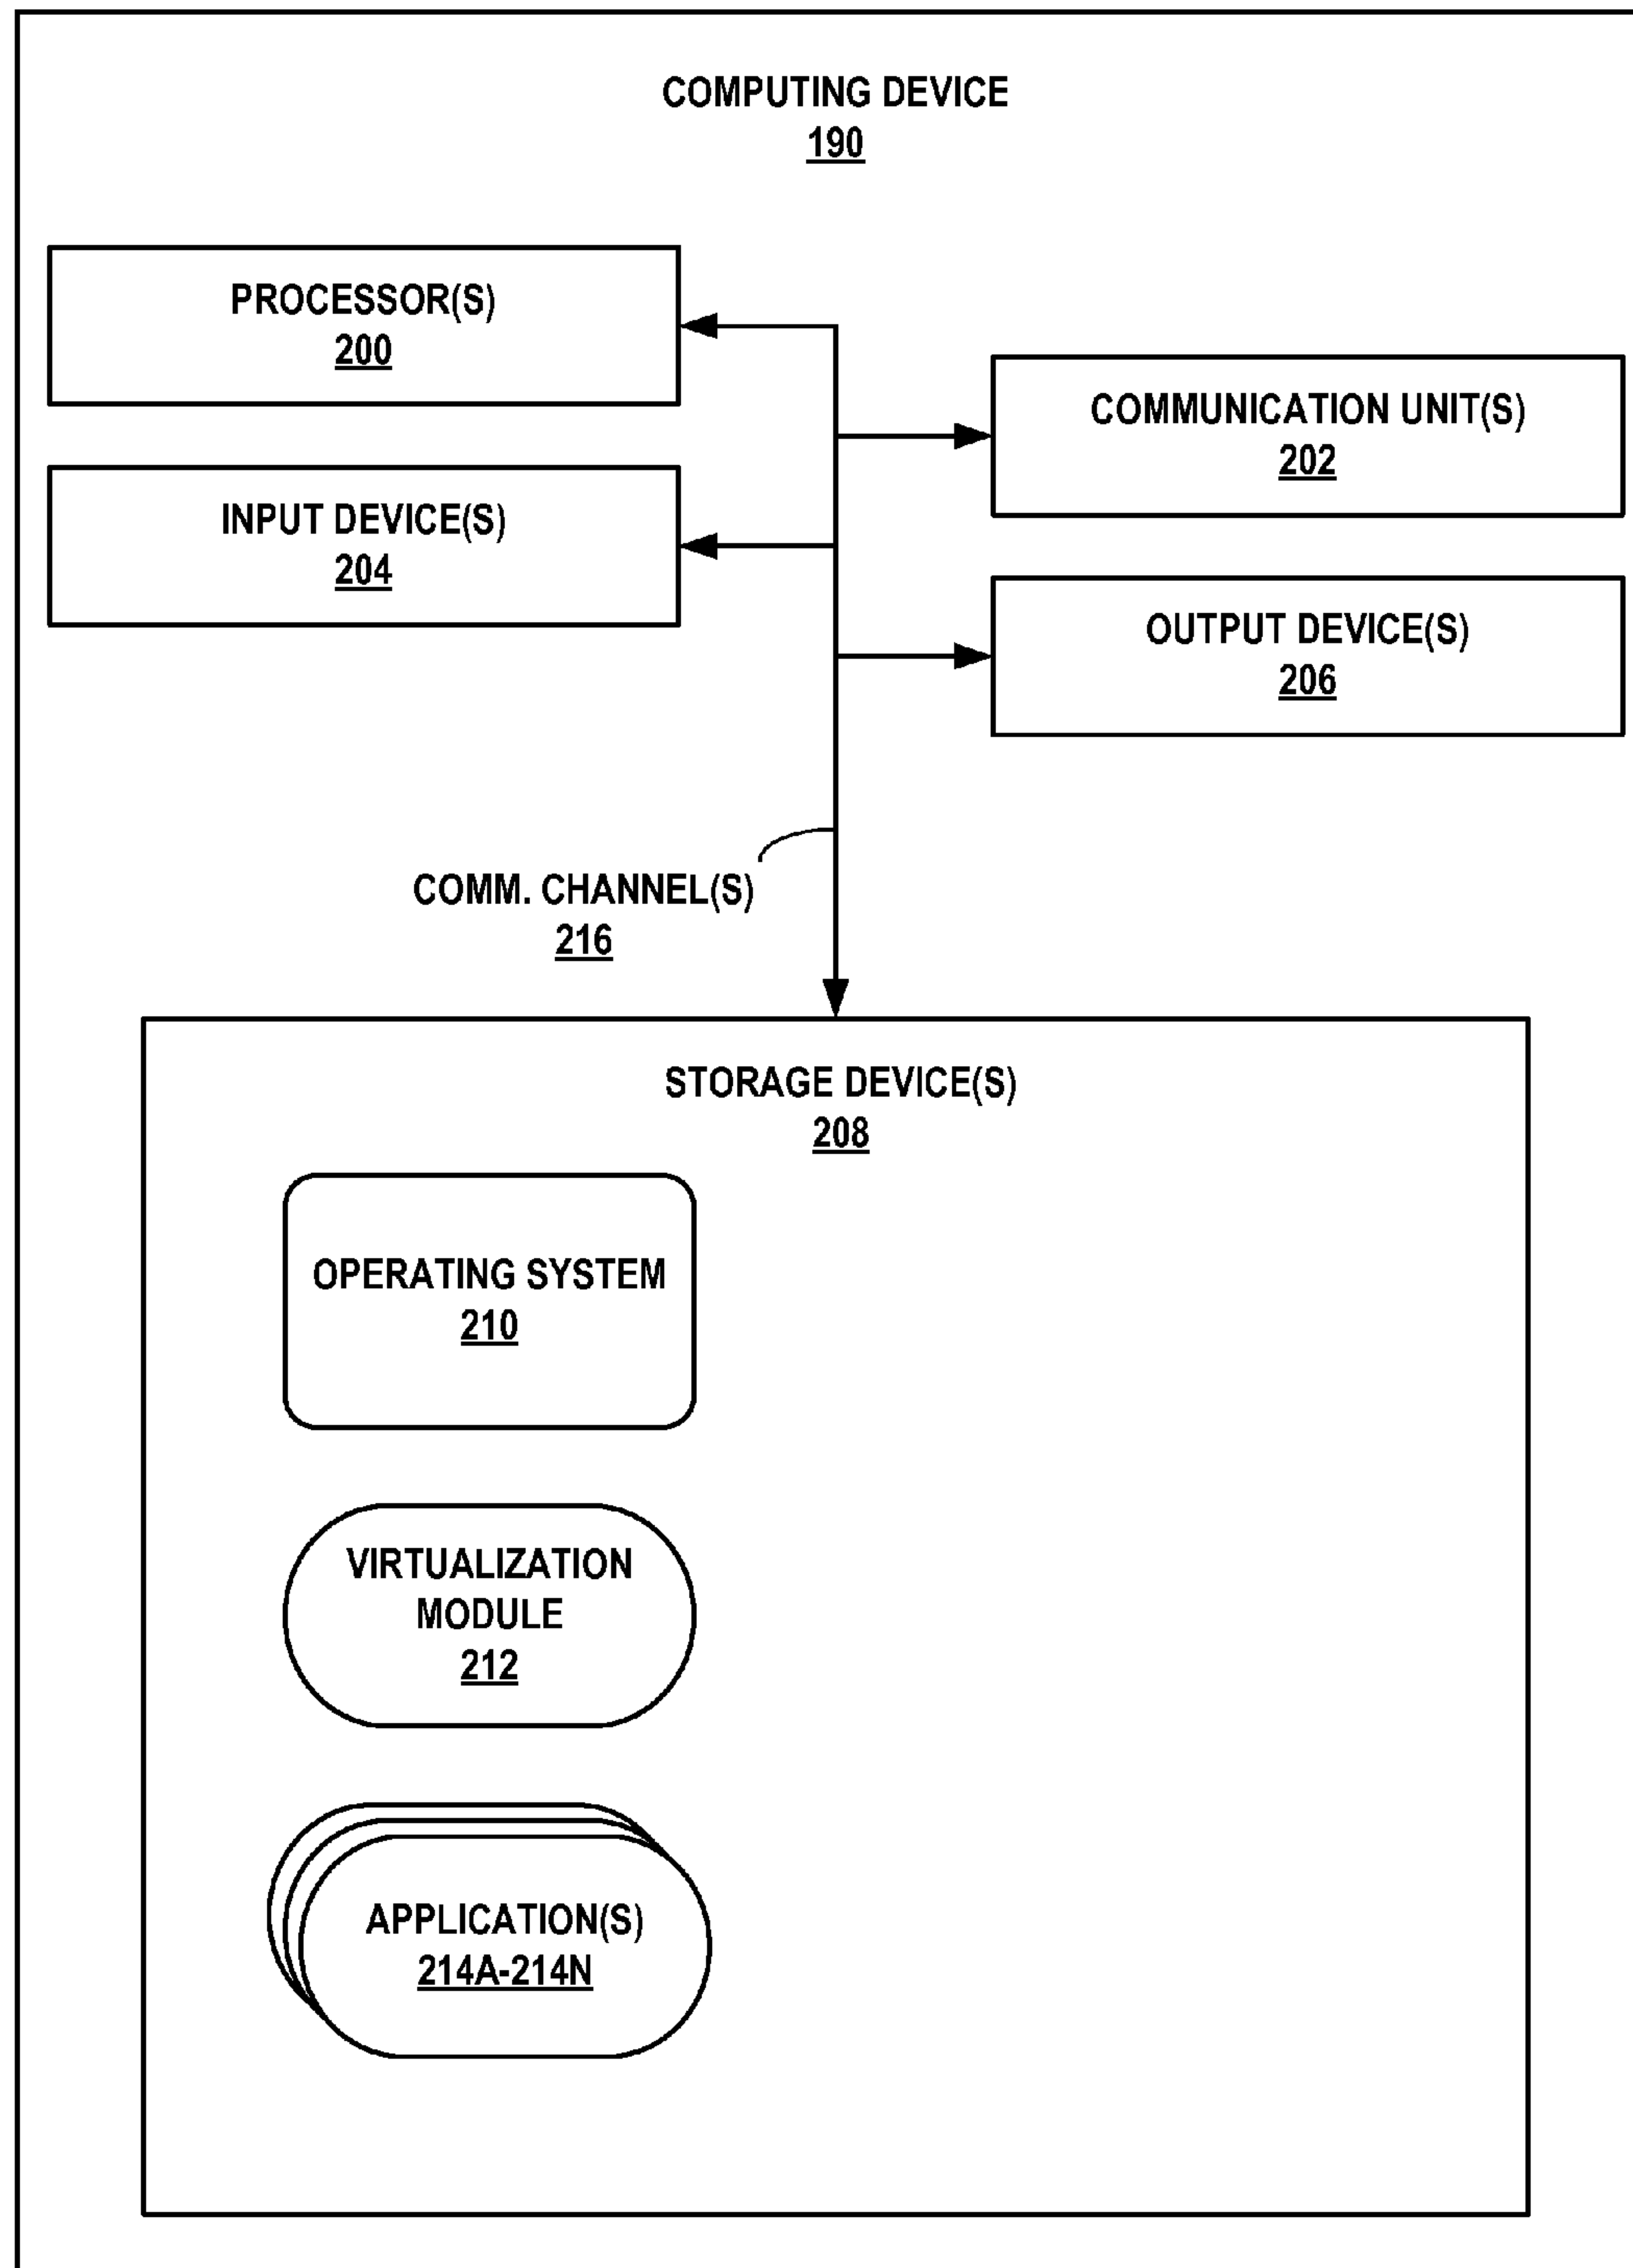 COMPUTING DEVICE
190
PROCESSOR(S)
200
COMMUNICATION UNIT(S)
202
INPUT DEVICE(S)
204
OUTPUT DEVICE(S)
206
COMM. CHANNEL(S)
216
STORAGE DEVICE(S)
208
OPERATING SYSTEM
210
VIRTUALIZATION
MODULE
212
APPLICATION(S)
214A-214N